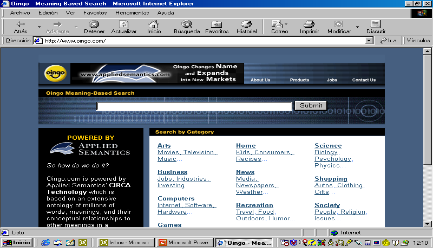 Oingo - Meaning Based Search - Microsoft Internet Explorer
Archivo Edición Ver Favoritos Herramientas Ayuda
Atrás Detener Actualizar Inicio Búsqueda Favoritos Historial Correo Imprimir Modificar Discutir
Dirección http://www.oingo.com/ Vínculos
oingo www.appliedsemantics.com Oingo Changes Name
and Expands
Into New Markets
About Us Products Jobs Contact Us
Oingo Meaning-Based Search
Submit
POWERED BY
APPLIED
SEMANTICS
So how do we do it?
Oingo.com is powered by
Applied Semantics' CIRCA
Technology which is
based on an extensive
ontology of millions of
words, meanings, and their
conceptual relationships to
other meanings in a
Search by Category
Arts
Movies, Television,
Music...
Home
Kids, Consumers,
Recipes...
Science
Biology,
Psychology,
Physics...
Business
Jobs, Industries,
Investing
News
Media,
Newspapers,
Weather...
Shopping
Autos, Clothing,
Gifts
Computers
Internet, Software,
Hardware...
Recreation
Travel, Food,
Outdoors, Humor
Society
People, Religion,
Issues
Games
Listo Internet
Inicio Oingo - Mea...